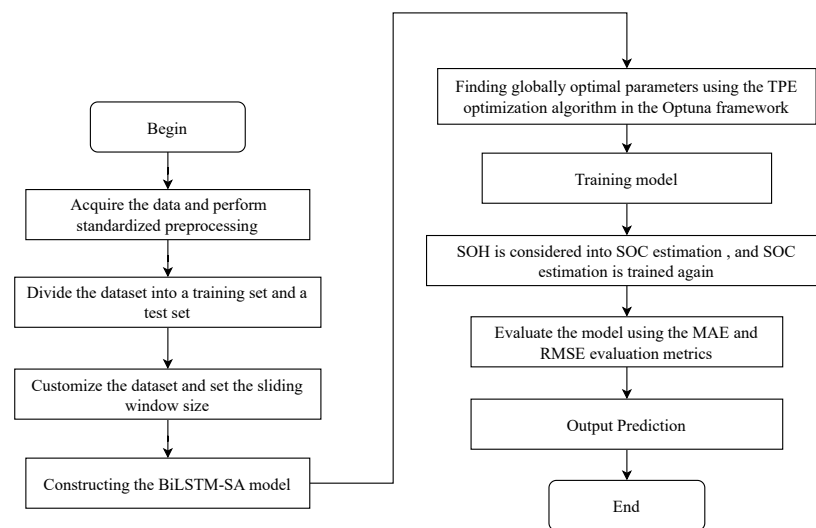 Begin
Acquire the data and perform
standardized preprocessing
Divide the dataset into a training set and a
test set
Customize the dataset and set the sliding
window size
Constructing the BiLSTM-SA model
Finding globally optimal parameters using the TPE
optimization algorithm in the Optuna framework
Training model
SOH is considered into SOC estimation , and SOC
estimation is trained again
Evaluate the model using the MAE and
RMSE evaluation metrics
Output Prediction
End